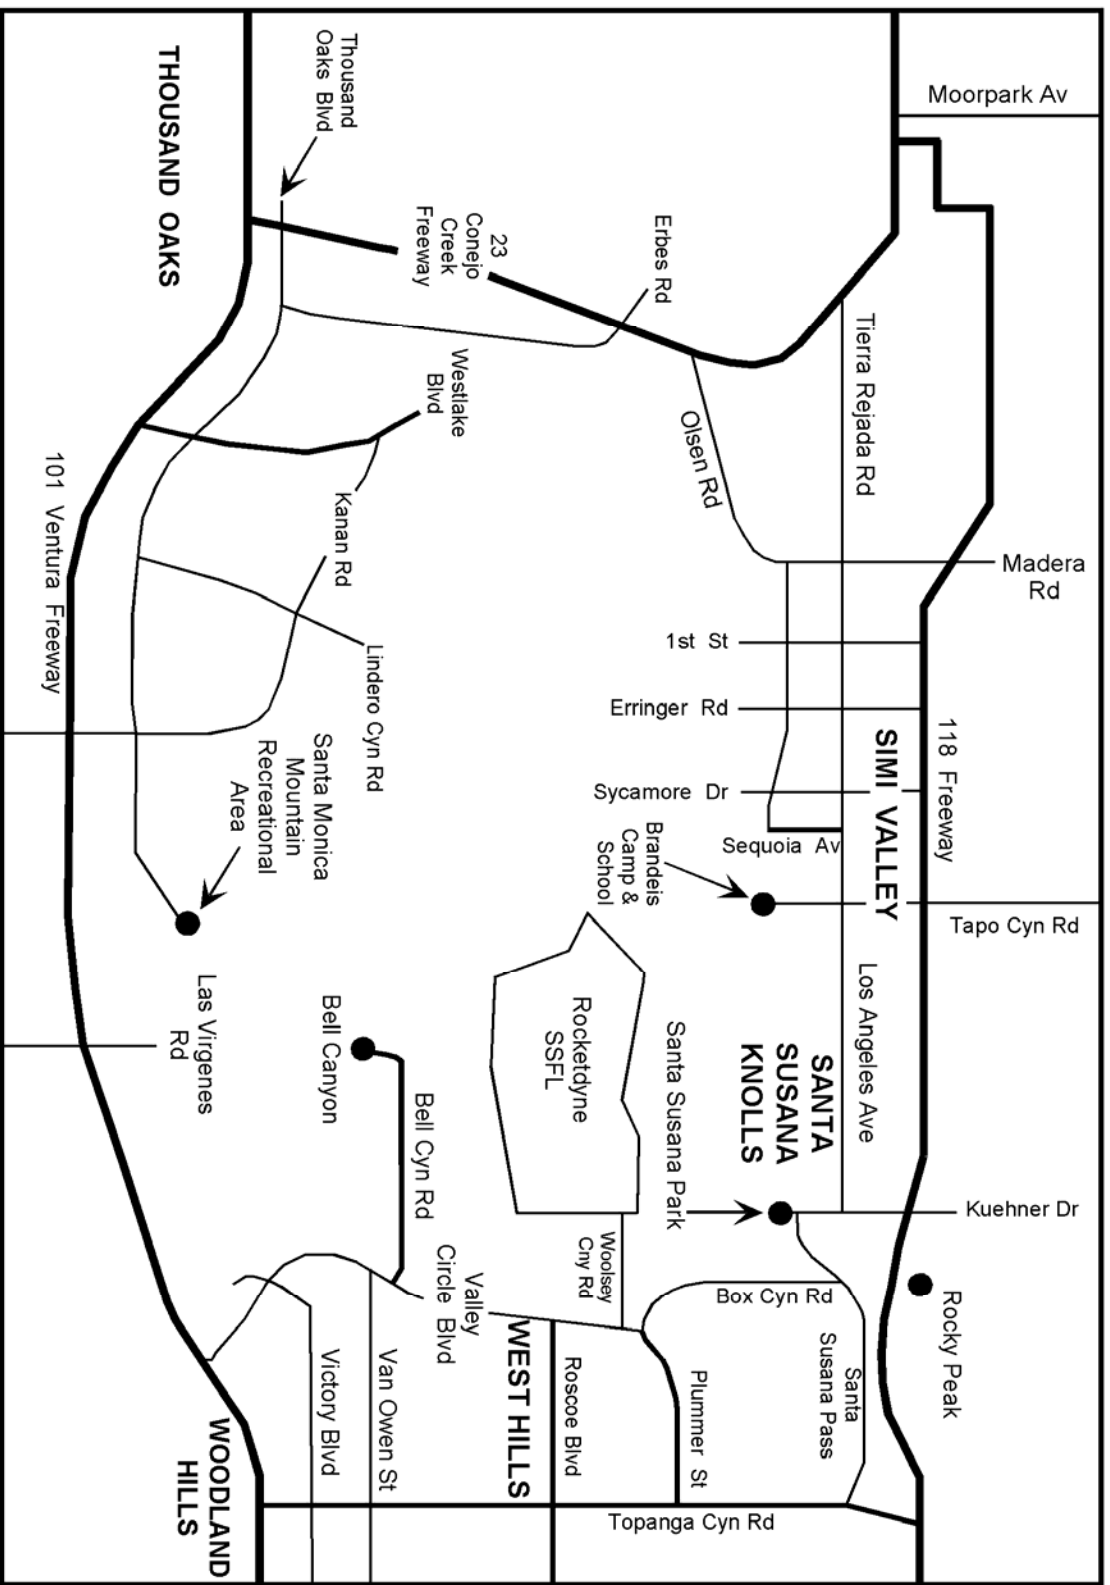 Moorpark Av
Thousand
Oaks Blvd
THOUSAND OAKS
23
Conejo
Creek
Freeway
Erbes Rd
Tierra Rejada Rd
Westlake
Blvd
Olsen Rd
101 Ventura Freeway
Kanan Rd
Madera
Rd
1st St
Lindero Cyn Rd
Erringer Rd
118 Freeway
SIMI VALLEY
Santa Monica
Mountain
Recreational
Area
Sycamore Dr
Brandeis
Camp &
School
Sequoia Av
Tapo Cyn Rd
Los Angeles Ave
Las Virgenes
Rd
Bell Canyon
Rocketdyne
SSFL
Santa Susana Park
SANTA
SUSANA
KNOLLS
Bell Cyn Rd
Kuehner Dr
Woolsey
Cny Rd
Valley
Circle Blvd
Box Cyn Rd
Rocky Peak
WEST HILLS
Santa
Susana Pass
Victory Blvd
Van Owen St
Roscoe Blvd
Plummer St
WOODLAND
HILLS
Topanga Cyn Rd